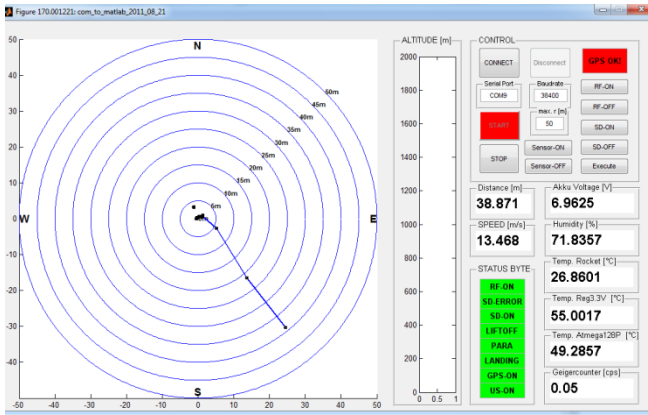 Figure 170.001221: com_to_matlab_2011_08_21
N
S
W
E
5m
10m
15m
20m
25m
30m
35m
40m
45m
50m
50
40
30
20
10
0
-10
-20
-30
-40
-50 -40 -30 -20 -10 0 10 20 30 40 50
ALTITUDE [m]
2000
1800
1600
1400
1200
1000
800
600
400
200
0
0 0.5 1
CONTROL
CONNECT
Disconnect
GPS-OK!
Serial Port
COM9
Baudrate
38400
RF-ON
START
max. r [m]
50
RF-OFF
Sensor-ON
SD-ON
STOP
Sensor-OFF
SD-OFF
Execute
Distance [m]
38.871
SPEED [m/s]
13.468
STATUS BYTE
RF-ON
SD-ERROR
SD-ON
LIFTOFF
PARA
LANDING
GPS-ON
US-ON
Akku Voltage [V]
6.9625
Humidity [%]
71.8357
Temp. Rocket [°C]
26.8601
Temp. Reg3.3V [°C]
55.0017
Temp. Atmega128P [°C]
49.2857
Geigercounter [cps]
0.05